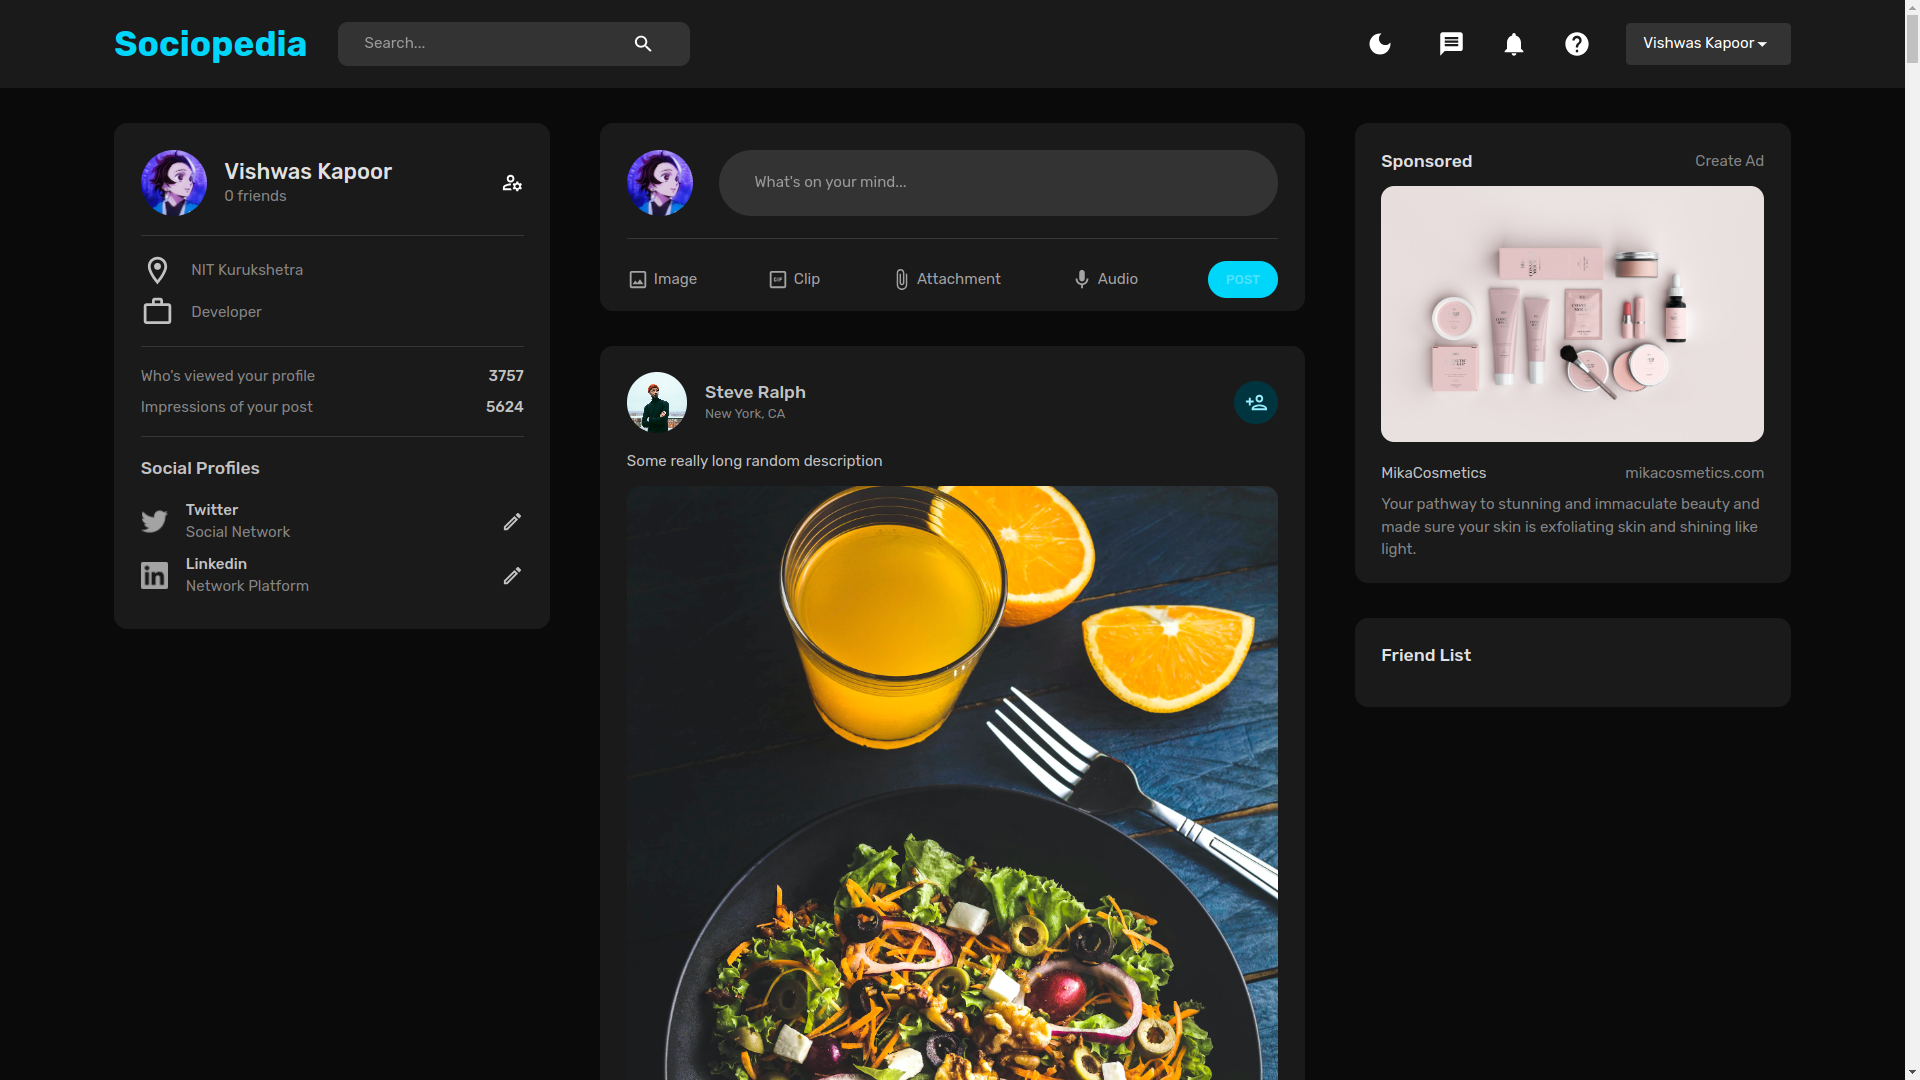 Sociopedia
Search...
Vishwas Kapoor
Vishwas Kapoor
0 friends
NIT Kurukshetra
Developer
Who's viewed your profile 3757
Impressions of your post 5624
Social Profiles
Twitter
Social Network
Linkedin
Network Platform
What's on your mind...
Image Clip Attachment Audio POST
Steve Ralph
New York, CA
Some really long random description
Sponsored Create Ad
MikaCosmetics mikacosmetics.com
Your pathway to stunning and immaculate beauty and
made sure your skin is exfoliating skin and shining like
light.
Friend List